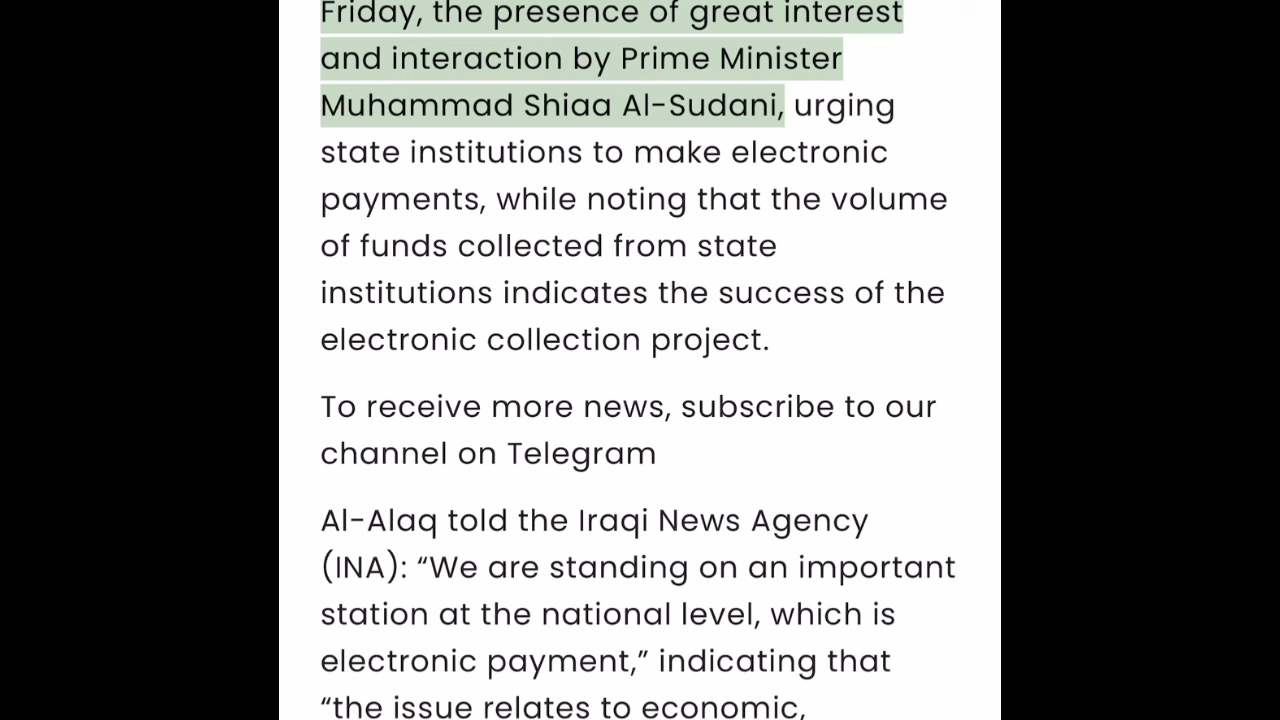 Friday, the presence of great interest
and interaction by Prime Minister
Muhammad Shiaa Al-Sudani, urging
state institutions to make electronic
payments, while noting that the volume
of funds collected from state
institutions indicates the success of the
electronic collection project.
To receive more news, subscribe to our
channel on Telegram
Al-Alaq told the Iraqi News Agency
(INA): “We are standing on an important
station at the national level, which is
electronic payment,” indicating that
“the issue relates to economic,